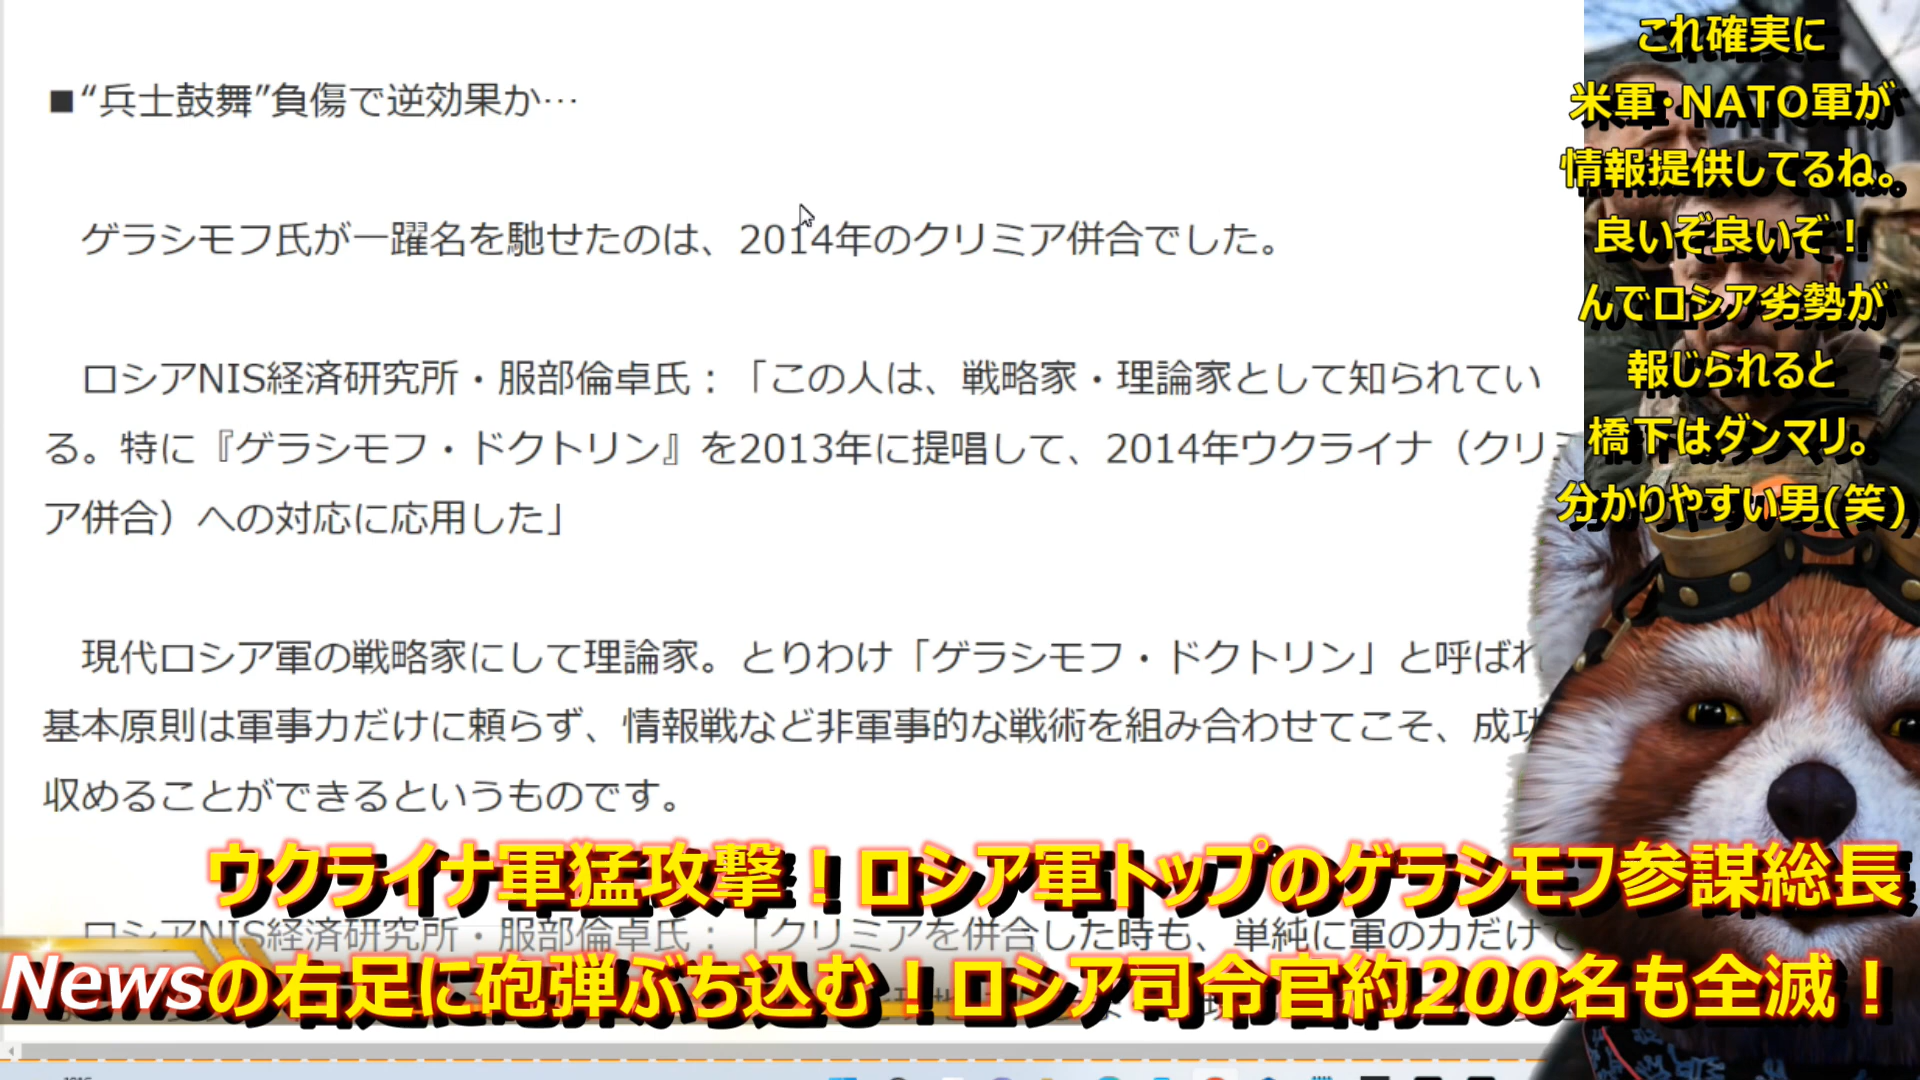 ■“兵士鼓舞”負傷で逆効果か…
ゲラシモフ氏が一躍名を馳せたのは、2014年のクリミア併合でした。
ロシアNIS経済研究所・服部倫卓氏：「この人は、戦略家・理論家として知られてい
る。特に『ゲラシモフ・ドクトリン』を2013年に提唱して、2014年ウクライナ（クリミ
ア併合）への対応に応用した」
現代ロシア軍の戦略家にして理論家。とりわけ「ゲラシモフ・ドクトリン」と呼ばれ
基本原則は軍事力だけに頼らず、情報戦など非軍事的な戦術を組み合わせてこそ、成功
収めることができるというものです。
ロシアNIS経済研究所・服部倫卓氏：「クリミアを併合した時も、単純に軍の力だけで
これ確実に
米軍・NATO軍が
情報提供してるね。
良いぞ良いぞ！
んでロシア劣勢が
報じられると
橋下はダンマリ。
分かりやすい男(笑)
ウクライナ軍猛攻撃！ロシア軍トップのゲラシモフ参謀総長
Newsの右足に砲弾ぶち込む！ロシア司令官約200名も全滅！